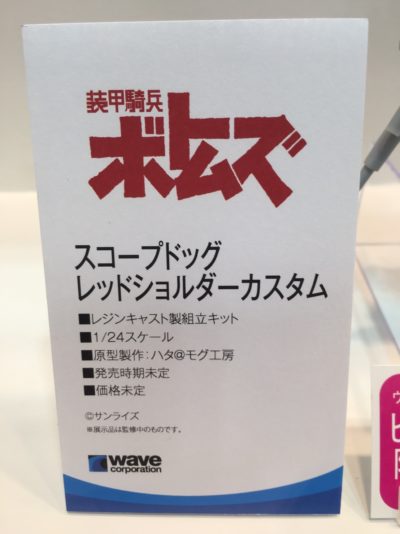 装甲騎兵
ボトムズ
スコープドッグ
レッドショルダーカスタム
■レジンキャスト製組立キット
■1/24スケール
■原型製作：ハタ@モグ工房
■発売時期未定
■価格未定
©サンライズ
※展示品は監修中のものです。
wave
corporation